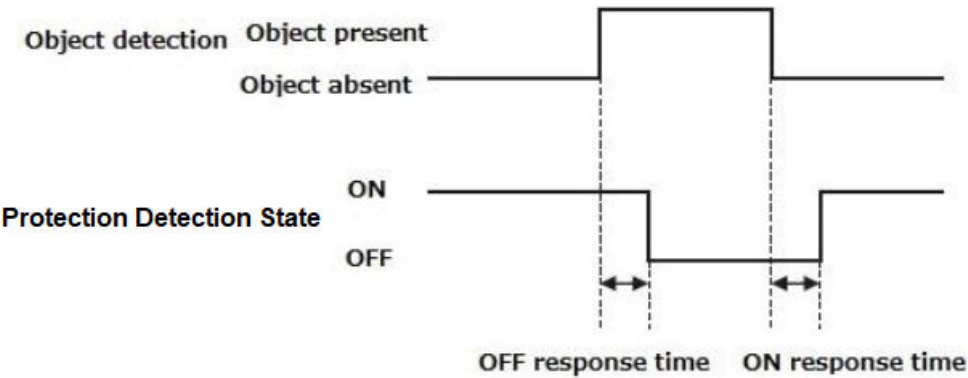 Object detection Object present
Object absent
ON
Protection Detection State
OFF
OFF response time ON response time